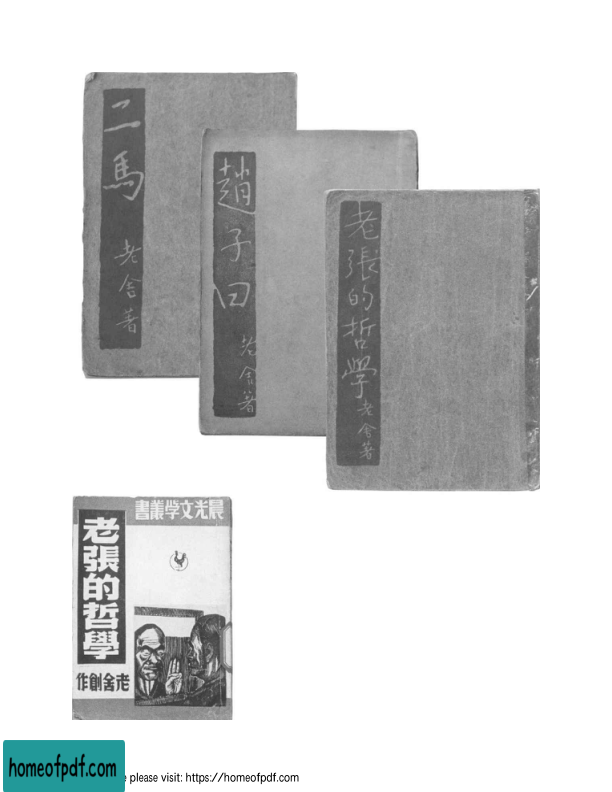 二馬
老舍著
趙子曰
老舍著
老張的哲學
老舍著
晨光文學叢書
老張的哲學
老舍創作
homeofpdf.com
e please visit: https://homeofpdf.com